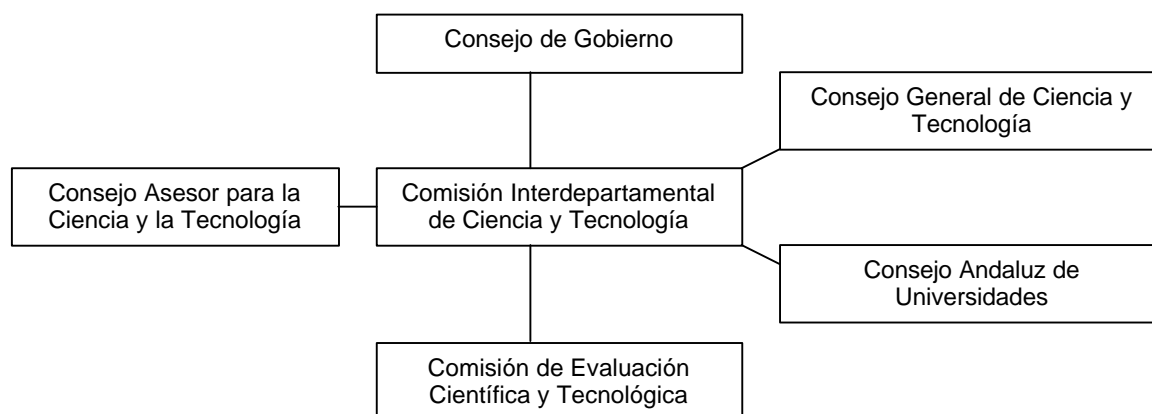 Consejo de Gobierno
Consejo General de Ciencia y
Tecnología
Consejo Asesor para la
Ciencia y la Tecnología
Comisión Interdepartamental
de Ciencia y Tecnología
Consejo Andaluz de
Universidades
Comisión de Evaluación
Científica y Tecnológica